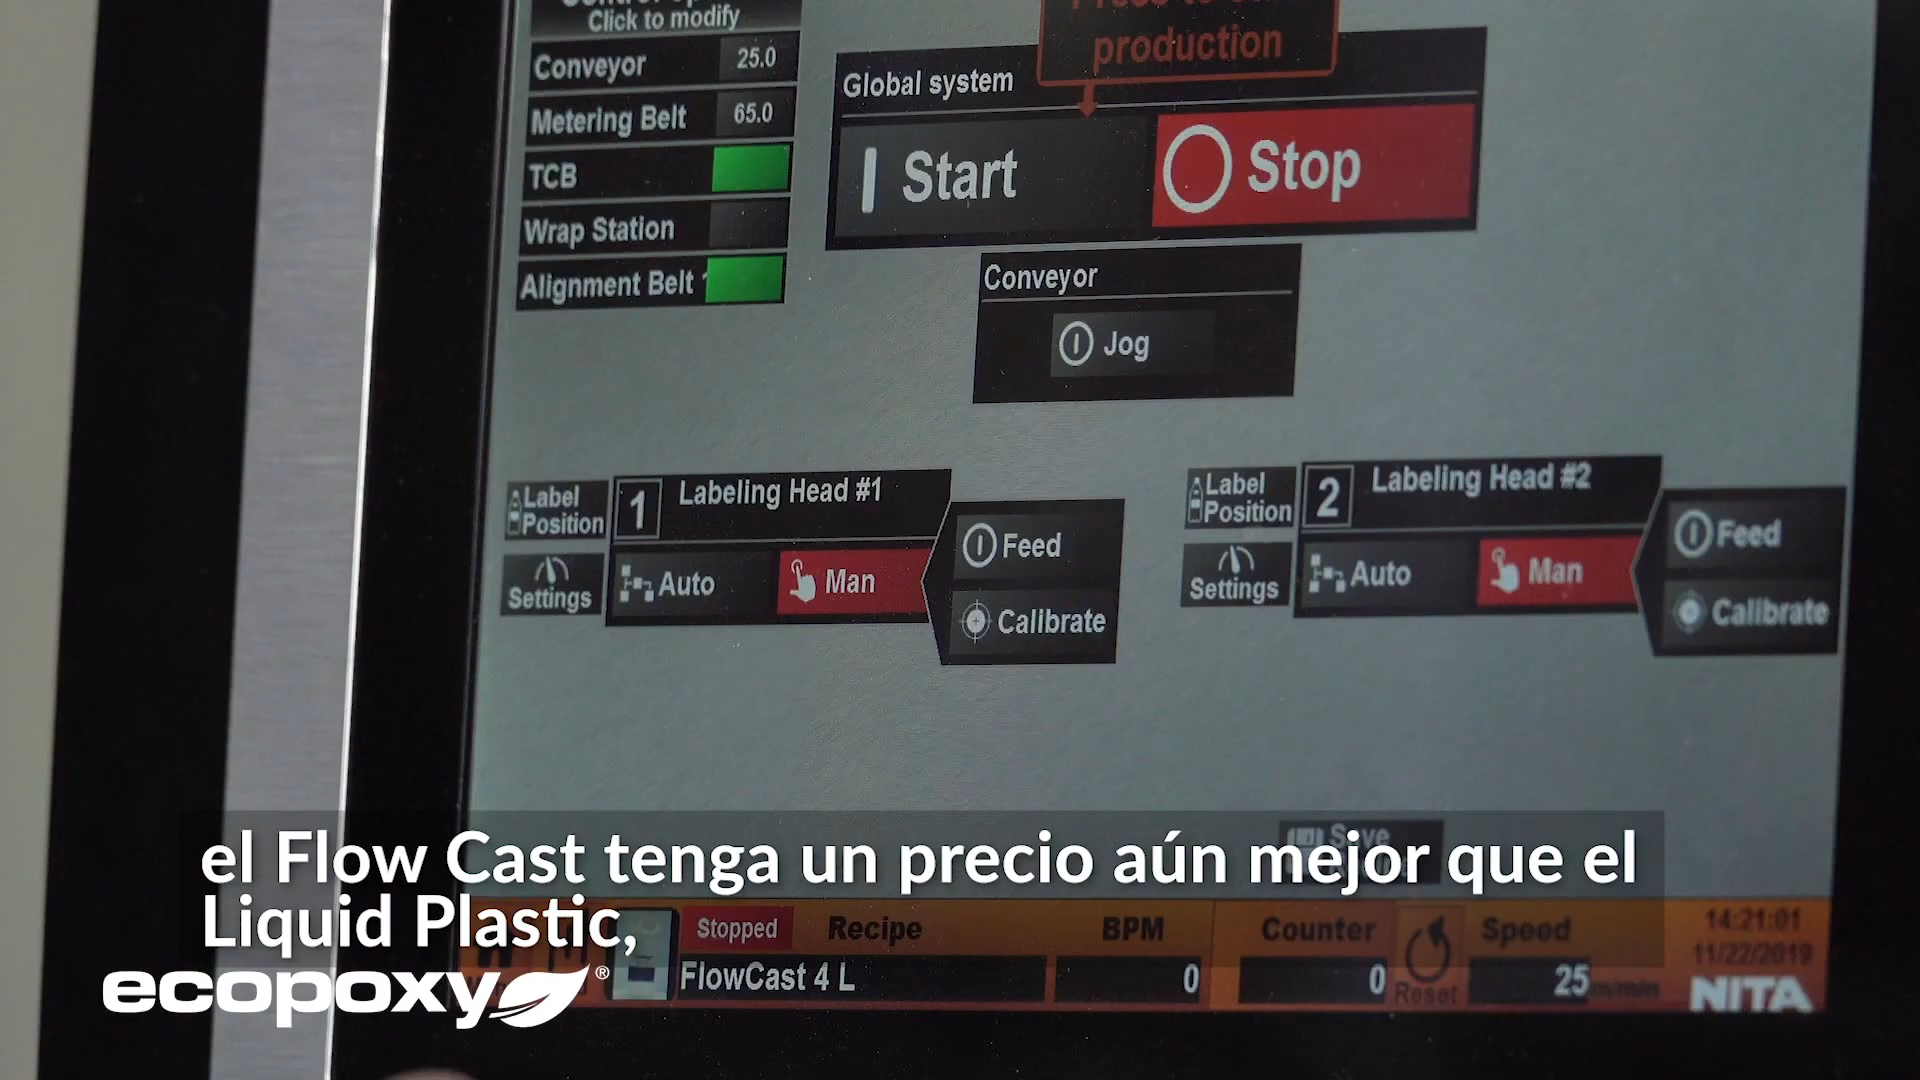 Click to modify
Conveyor 25.0
Metering Belt 65.0
TCB
Wrap Station
Alignment Belt
production
Global system
Start
Stop
Conveyor
Jog
Label
Position
1
Labeling Head #1
Settings
Auto
Man
Feed
Calibrate
Label
Position
2
Labeling Head #2
Settings
Auto
Man
Feed
Calibrate
Save
el Flow Cast tenga un precio aún mejor que el
Liquid Plastic,
Stopped Recipe BPM Counter Speed 14:21:01
11/22/2019
FlowCast 4 L 0 0 Reset 25 m/min
NITA
ecopoxy®